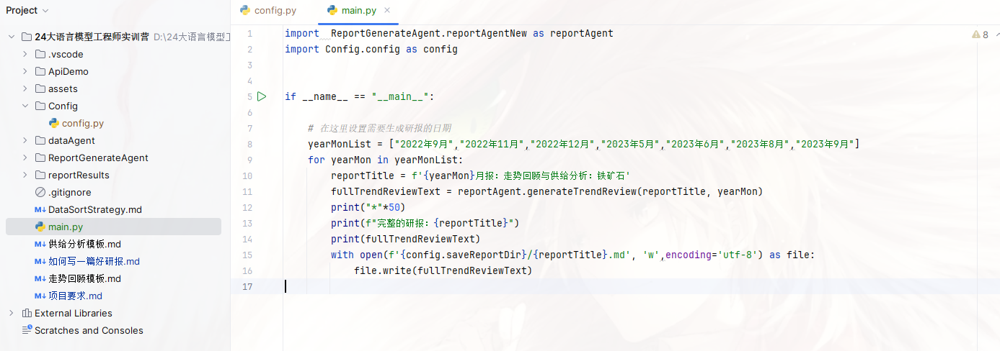 Project
24大语言模型工程师实训营 D:\24大语言模型工
.vscode
ApiDemo
assets
Config
config.py
dataAgent
ReportGenerateAgent
reportResults
.gitignore
DataSortStrategy.md
main.py
供给分析模板.md
如何写一篇好研报.md
走势回顾模板.md
项目要求.md
External Libraries
Scratches and Consoles
config.py main.py
8
1 import  ReportGenerateAgent.reportAgentNew as reportAgent
2 import Config.config as config
3
4
5 if __name__ == "__main__":
6
7 # 在这里设置需要生成研报的日期
8 yearMonList = ["2022年9月","2022年11月","2022年12月","2023年5月","2023年6月","2023年8月","2023年9月"]
9 for yearMon in yearMonList:
10 reportTitle = f'{yearMon}月报：走势回顾与供给分析：铁矿石'
11 fullTrendReviewText = reportAgent.generateTrendReview(reportTitle, yearMon)
12 print("*"*50)
13 print(f"完整的研报：{reportTitle}")
14 print(fullTrendReviewText)
15 with open(f'{config.saveReportDir}/{reportTitle}.md', 'w',encoding='utf-8') as file:
16 file.write(fullTrendReviewText)
17